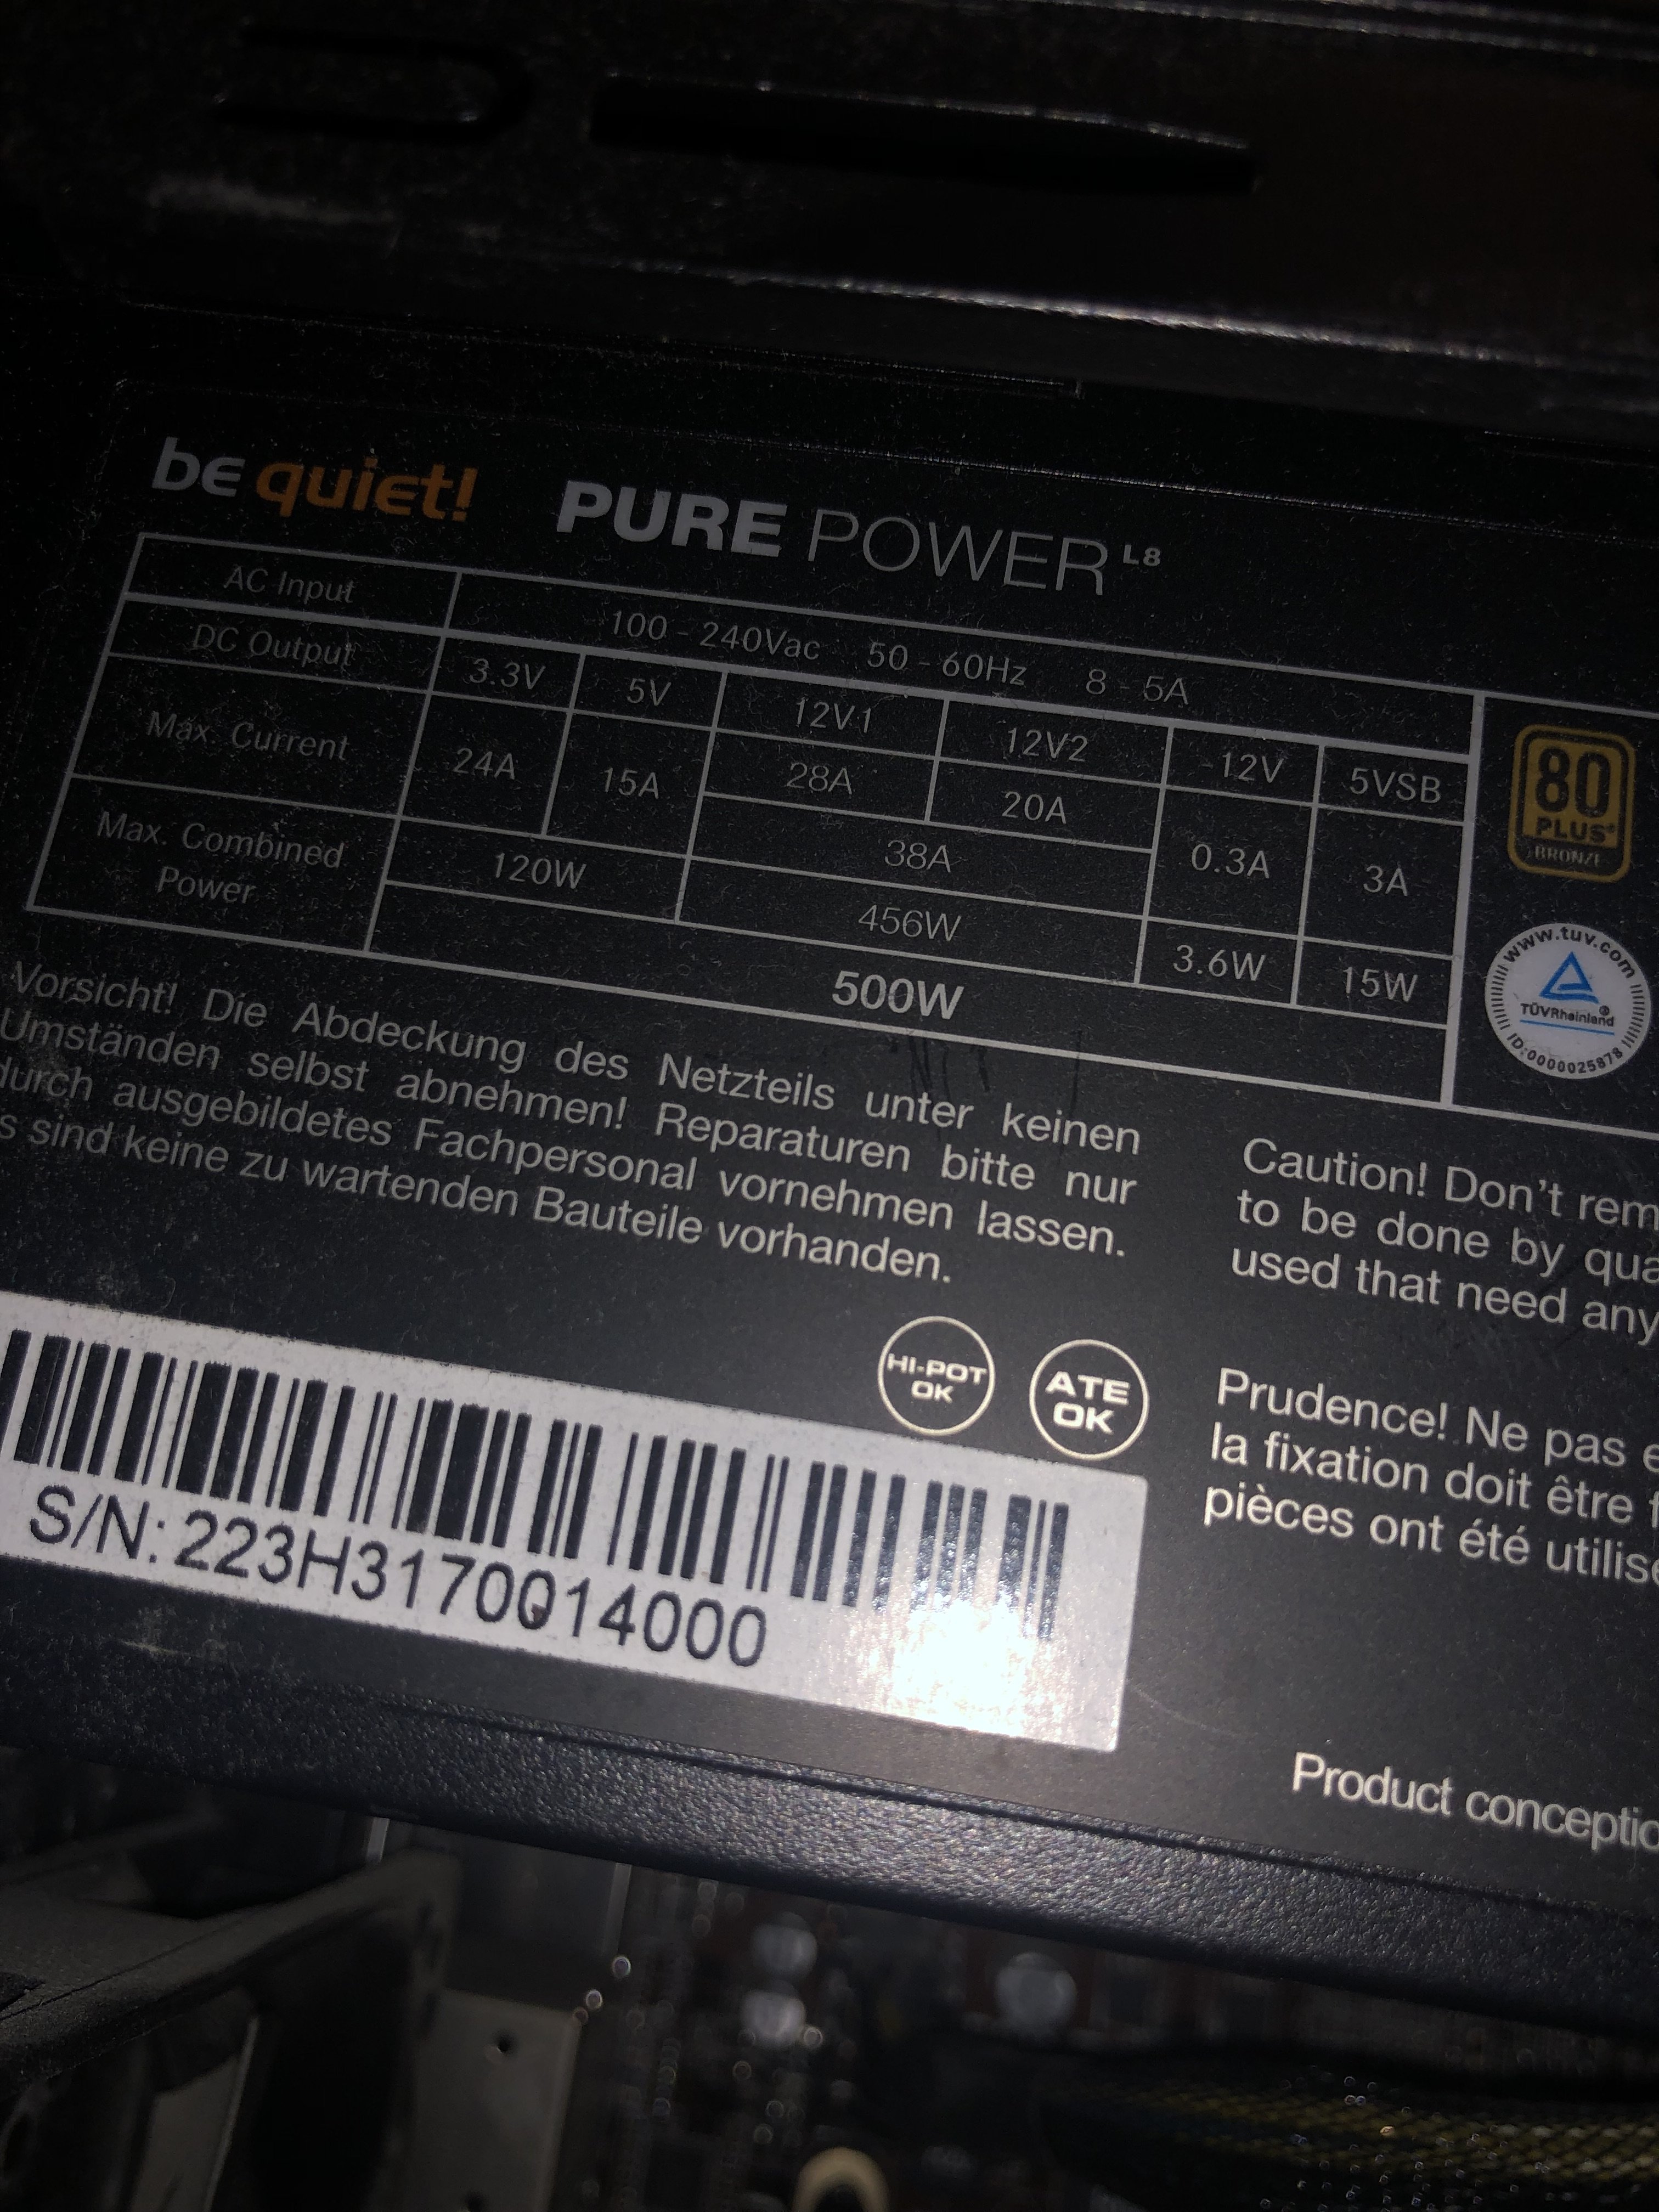 be quiet! PURE POWER L8
AC Input 100 - 240Vac 50 - 60Hz 8 - 5A
DC Output 3.3V 5V 12V1 12V2 -12V 5VSB
Max. Current 24A 15A 28A 20A 0.3A 3A
38A
Max. Combined Power 120W 456W 3.6W 15W
500W
80
PLUS®
BRONZE
www.tuv.com
TÜVRheinland®
ID:0000025878
Vorsicht! Die Abdeckung des Netzteils unter keinen
Umständen selbst abnehmen! Reparaturen bitte nur
durch ausgebildetes Fachpersonal vornehmen lassen.
s sind keine zu wartenden Bauteile vorhanden.
Caution! Don't rem
to be done by qua
used that need any
HI-POT
OK
ATE
OK
Prudence! Ne pas e
la fixation doit être f
pièces ont été utilisé
S/N: 223H3170014000
Product conceptio